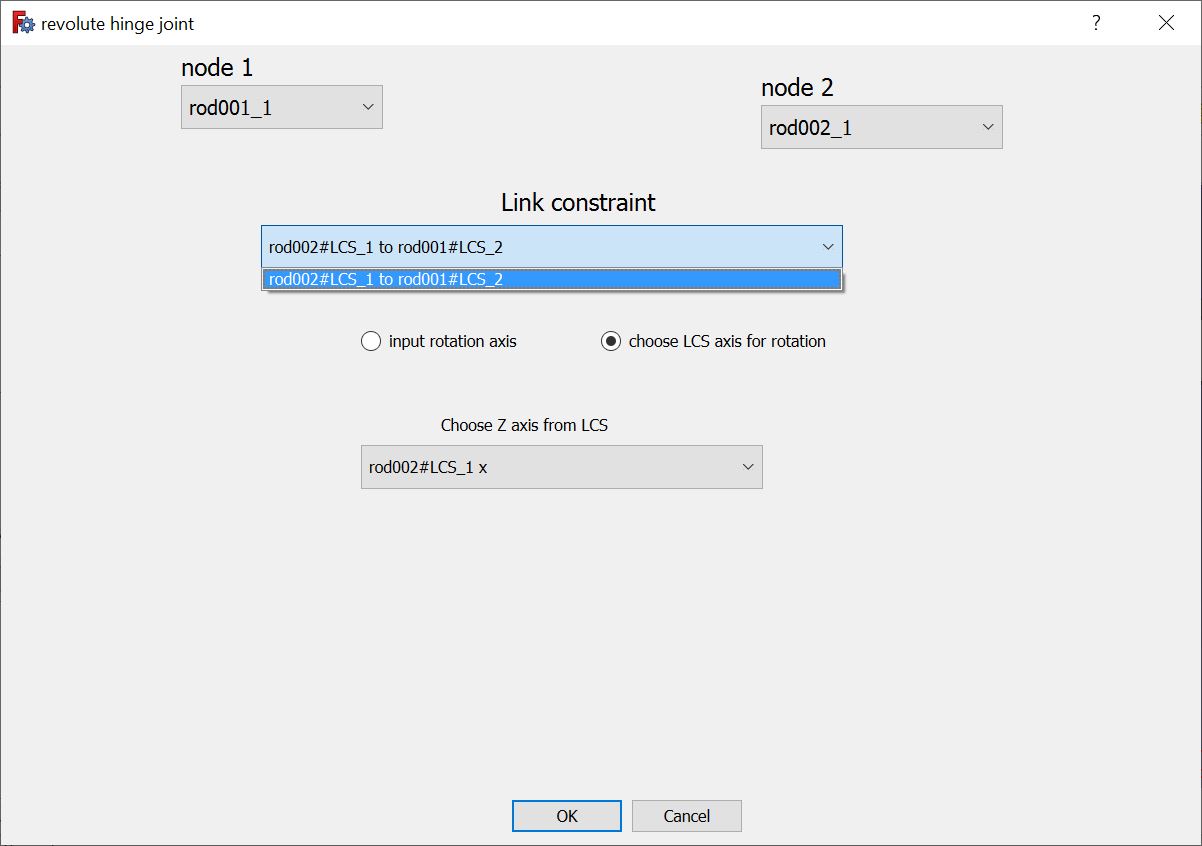 revolute hinge joint
?
node 1
rod001_1
node 2
rod002_1
Link constraint
rod002#LCS_1 to rod001#LCS_2
rod002#LCS_1 to rod001#LCS_2
input rotation axis
choose LCS axis for rotation
Choose Z axis from LCS
rod002#LCS_1 x
OK
Cancel